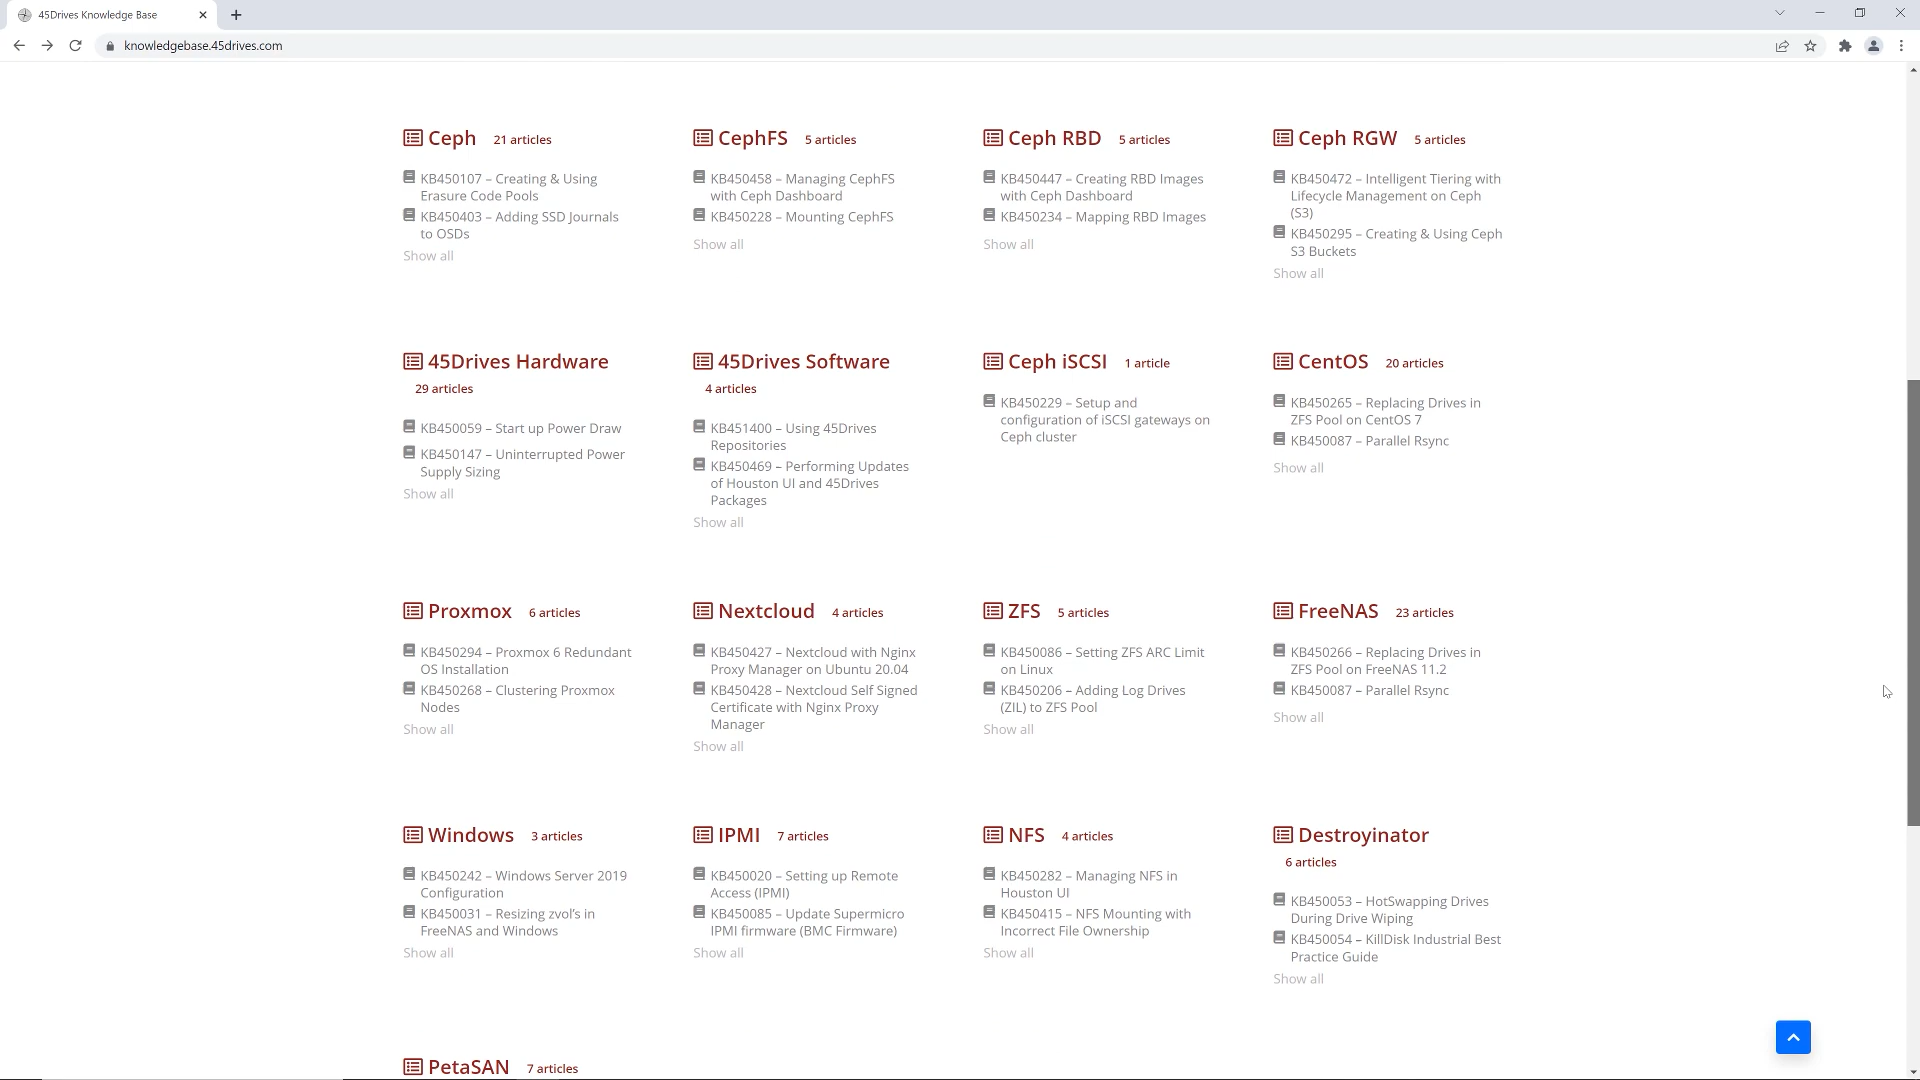 45Drives Knowledge Base
knowledgebase.45drives.com
Ceph 21 articles
KB450107 – Creating & Using
Erasure Code Pools
KB450403 – Adding SSD Journals
to OSDs
Show all
CephFS 5 articles
KB450458 – Managing CephFS
with Ceph Dashboard
KB450228 – Mounting CephFS
Show all
Ceph RBD 5 articles
KB450447 – Creating RBD Images
with Ceph Dashboard
KB450234 – Mapping RBD Images
Show all
Ceph RGW 5 articles
KB450472 – Intelligent Tiering with
Lifecycle Management on Ceph
(S3)
KB450295 – Creating & Using Ceph
S3 Buckets
Show all
45Drives Hardware
29 articles
KB450059 – Start up Power Draw
KB450147 – Uninterrupted Power
Supply Sizing
Show all
45Drives Software
4 articles
KB451400 – Using 45Drives
Repositories
KB450469 – Performing Updates
of Houston UI and 45Drives
Packages
Show all
Ceph iSCSI 1 article
KB450229 – Setup and
configuration of iSCSI gateways on
Ceph cluster
CentOS 20 articles
KB450265 – Replacing Drives in
ZFS Pool on CentOS 7
KB450087 – Parallel Rsync
Show all
Proxmox 6 articles
KB450294 – Proxmox 6 Redundant
OS Installation
KB450268 – Clustering Proxmox
Nodes
Show all
Nextcloud 4 articles
KB450427 – Nextcloud with Nginx
Proxy Manager on Ubuntu 20.04
KB450428 – Nextcloud Self Signed
Certificate with Nginx Proxy
Manager
Show all
ZFS 5 articles
KB450086 – Setting ZFS ARC Limit
on Linux
KB450206 – Adding Log Drives
(ZIL) to ZFS Pool
Show all
FreeNAS 23 articles
KB450266 – Replacing Drives in
ZFS Pool on FreeNAS 11.2
KB450087 – Parallel Rsync
Show all
Windows 3 articles
KB450242 – Windows Server 2019
Configuration
KB450031 – Resizing zvol's in
FreeNAS and Windows
Show all
IPMI 7 articles
KB450020 – Setting up Remote
Access (IPMI)
KB450085 – Update Supermicro
IPMI firmware (BMC Firmware)
Show all
NFS 4 articles
KB450282 – Managing NFS in
Houston UI
KB450415 – NFS Mounting with
Incorrect File Ownership
Show all
Destroyinator
6 articles
KB450053 – HotSwapping Drives
During Drive Wiping
KB450054 – KillDisk Industrial Best
Practice Guide
Show all
PetaSAN 7 articles